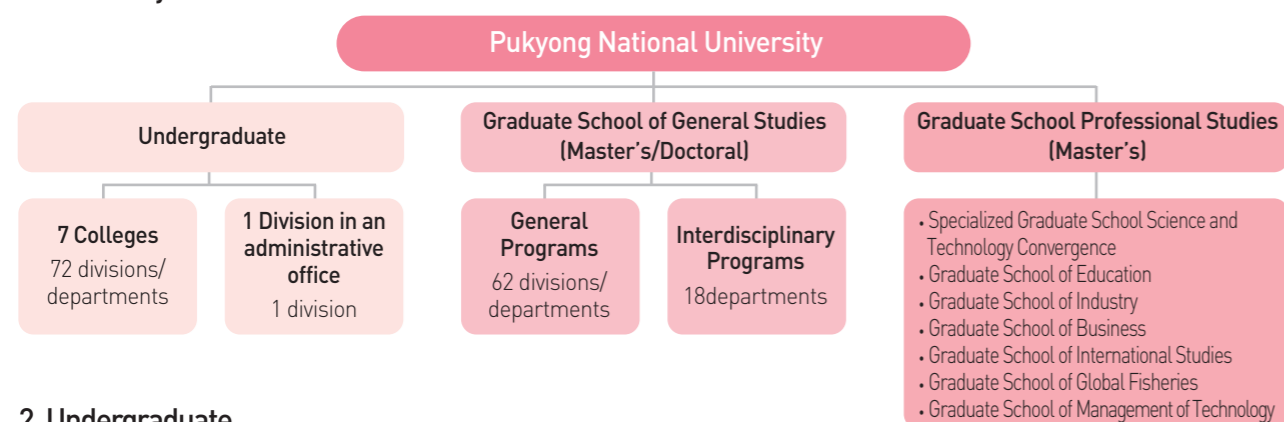 Pukyong National University
Undergraduate
7 Colleges
72 divisions/
departments
1 Division in an
administrative
office
1 division
Graduate School of General Studies
(Master's/Doctoral)
General
Programs
62 divisions/
departments
Interdisciplinary
Programs
18departments
Graduate School Professional Studies
(Master's)
• Specialized Graduate School Science and
Technology Convergence
• Graduate School of Education
• Graduate School of Industry
• Graduate School of Business
• Graduate School of International Studies
• Graduate School of Global Fisheries
• Graduate School of Management of Technology
2. Undergraduate